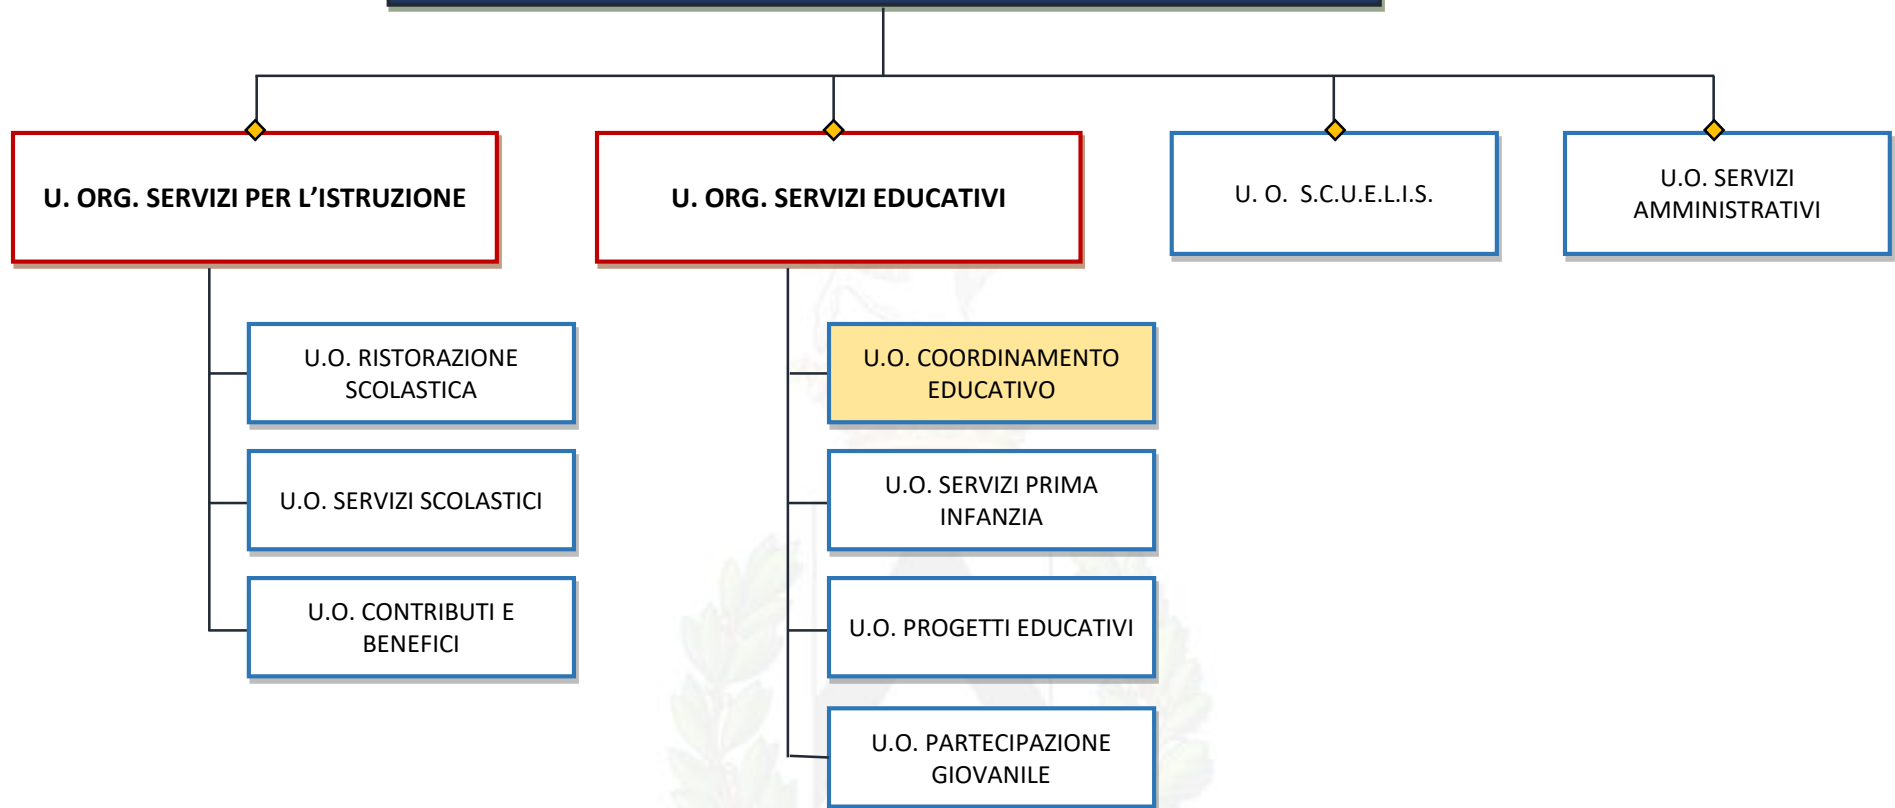 U. ORG. SERVIZI PER L’ISTRUZIONE
U. ORG. SERVIZI EDUCATIVI
U. O.  S.C.U.E.L.I.S.
U.O. SERVIZI
AMMINISTRATIVI
U.O. RISTORAZIONE
SCOLASTICA
U.O. SERVIZI SCOLASTICI
U.O. CONTRIBUTI E
BENEFICI
U.O. COORDINAMENTO
EDUCATIVO
U.O. SERVIZI PRIMA
INFANZIA
U.O. PROGETTI EDUCATIVI
U.O. PARTECIPAZIONE
GIOVANILE